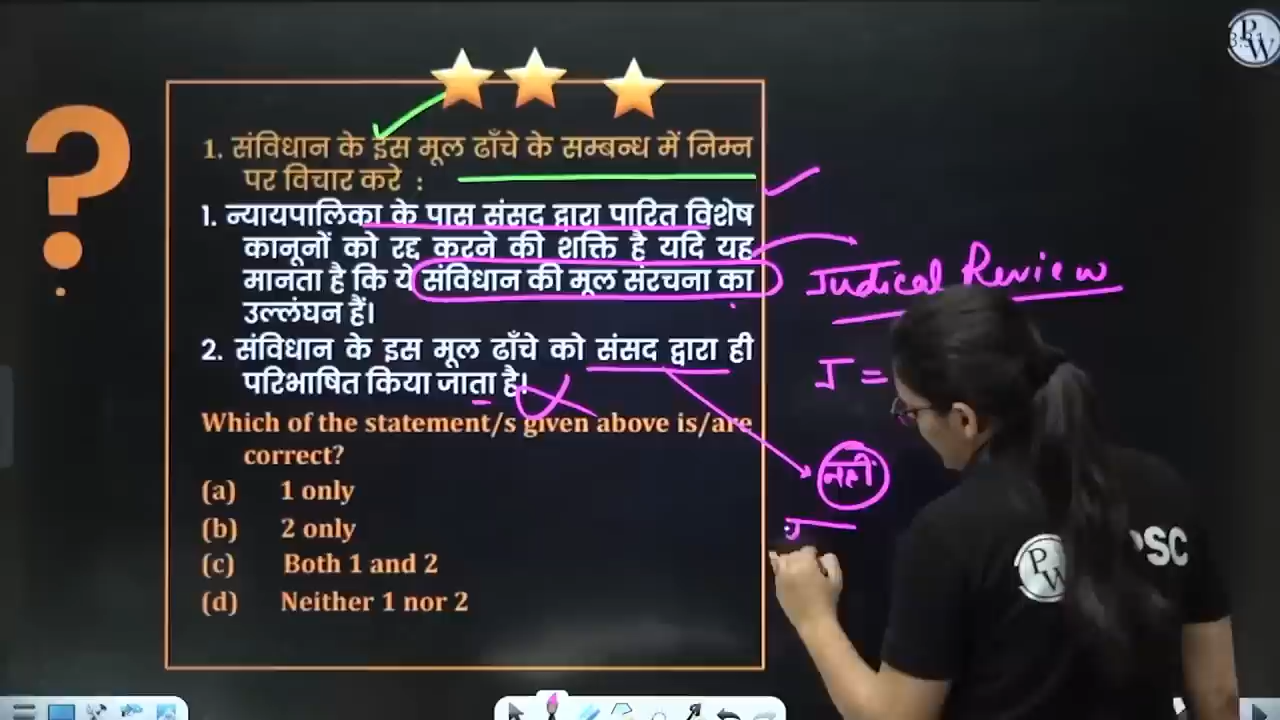 1. संविधान के इस मूल ढाँचे के सम्बन्ध में निम्न
पर विचार करे :
1. न्यायपालिका के पास संसद द्वारा पारित विशेष
कानूनों को रद्द करने की शक्ति है यदि यह
मानता है कि ये संविधान की मूल संरचना का
उल्लंघन हैं।
2. संविधान के इस मूल ढाँचे को संसद द्वारा ही
परिभाषित किया जाता है।
Which of the statement/s given above is/are
correct?
(a) 1 only
(b) 2 only
(c) Both 1 and 2
(d) Neither 1 nor 2
Judical Review
J =
नहीं
PW
PW
PSC